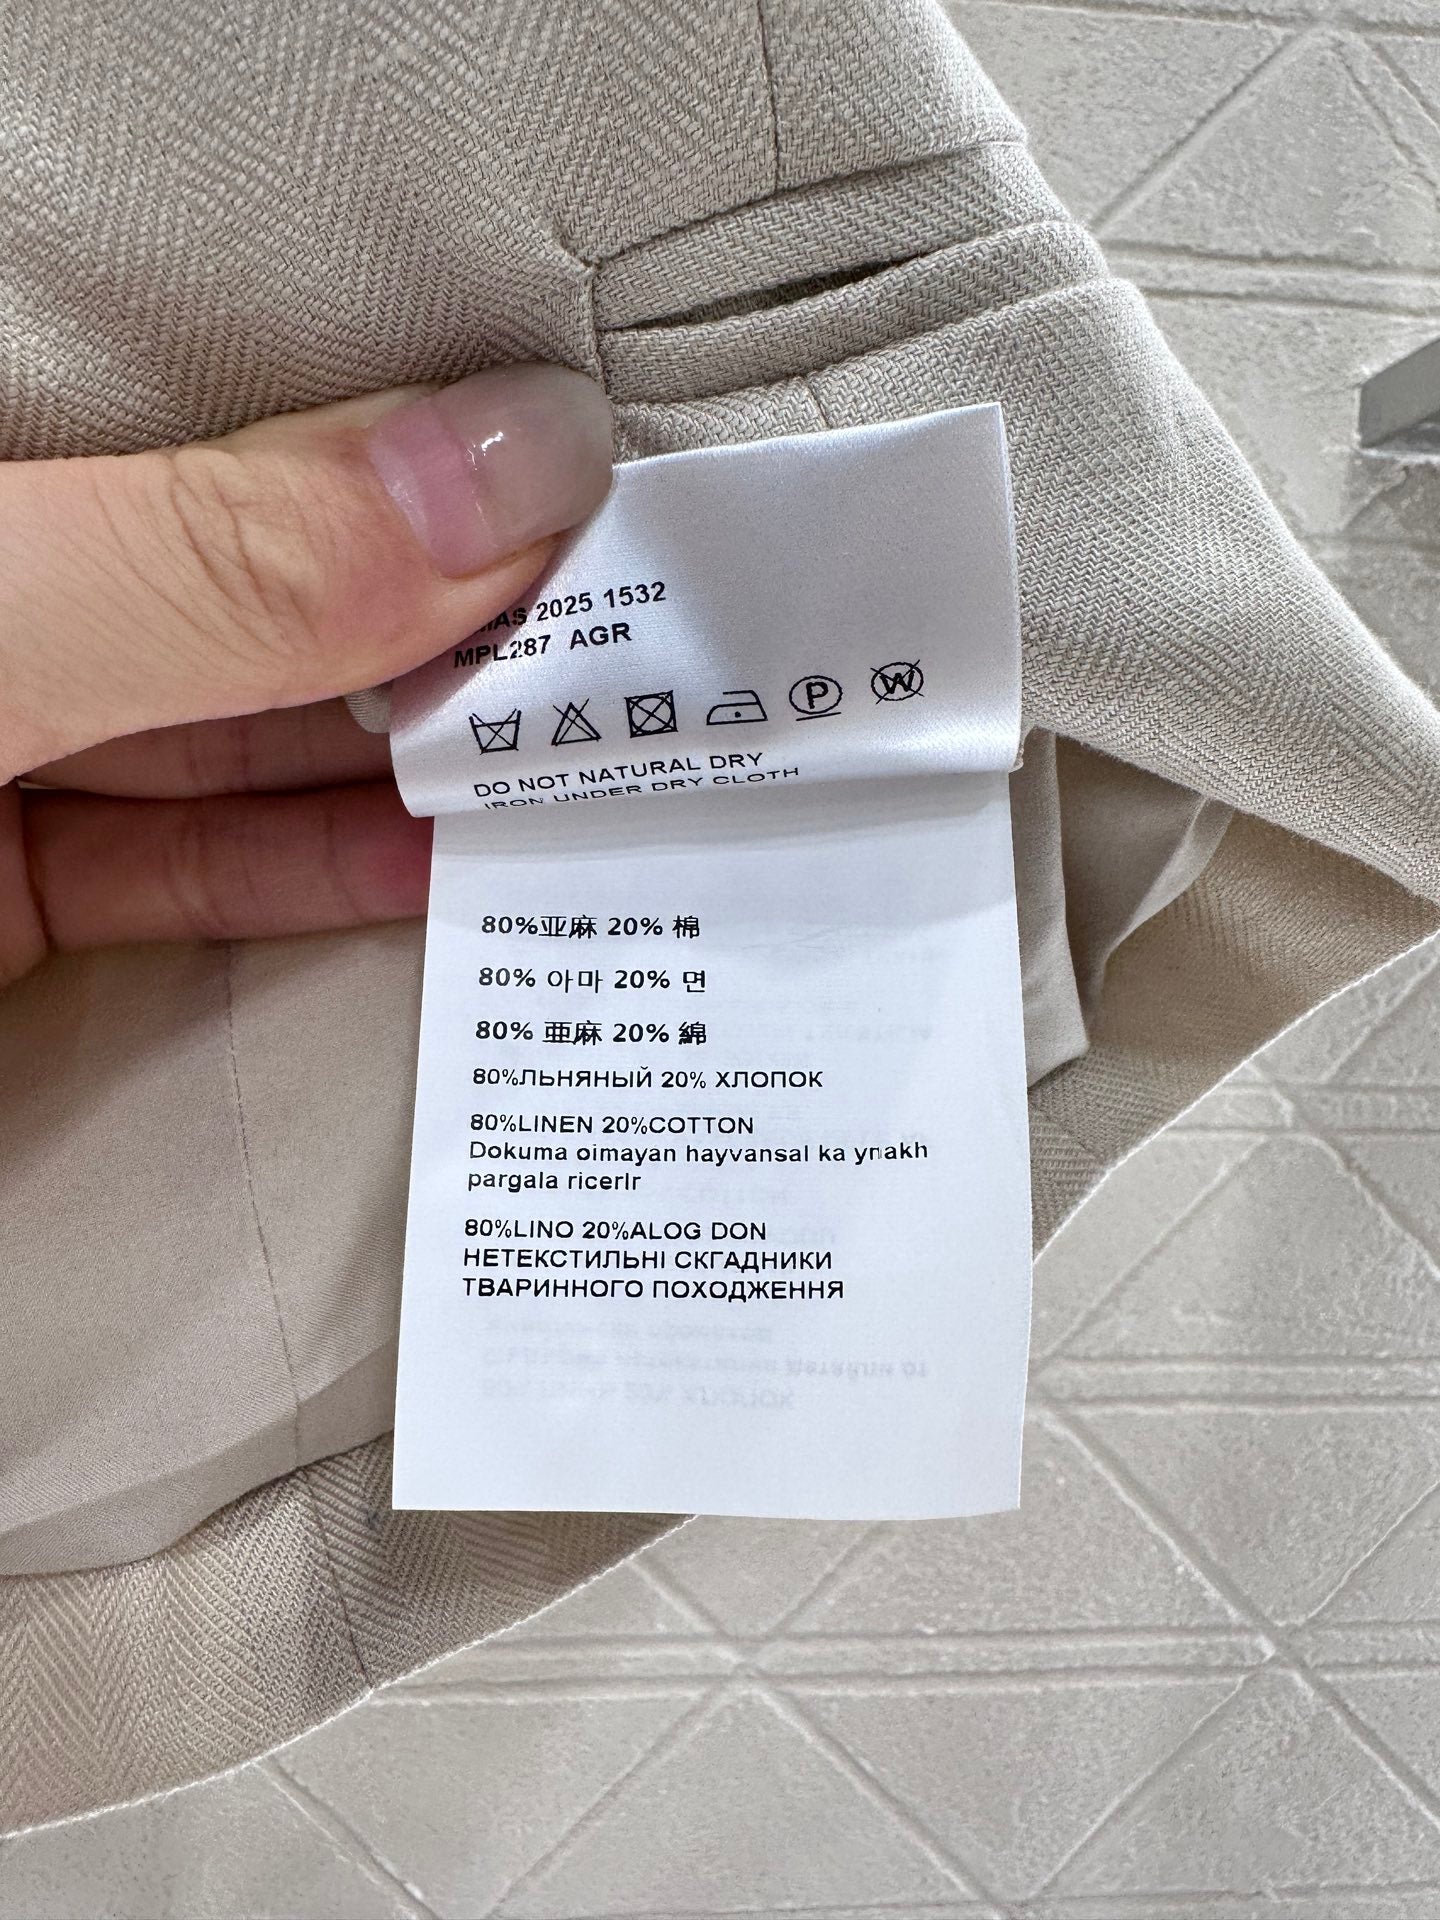 2025 1532
MPL287 AGR
P W
DO NOT NATURAL DRY
IRON UNDER DRY CLOTH
80%亚麻 20% 棉
80% 아마 20% 면
80% 亜麻 20% 綿
80%ЛЬНЯНЫЙ 20% ХЛОПОК
80%LINEN 20%COTTON
Dokuma oimayan hayvansal ka
pargala ricerlr
80%LINO 20%ALOG DON
НЕТЕКСТИЛЬНІ СКГАДНИКИ
ТВАРИННОГО ПОХОДЖЕННЯ